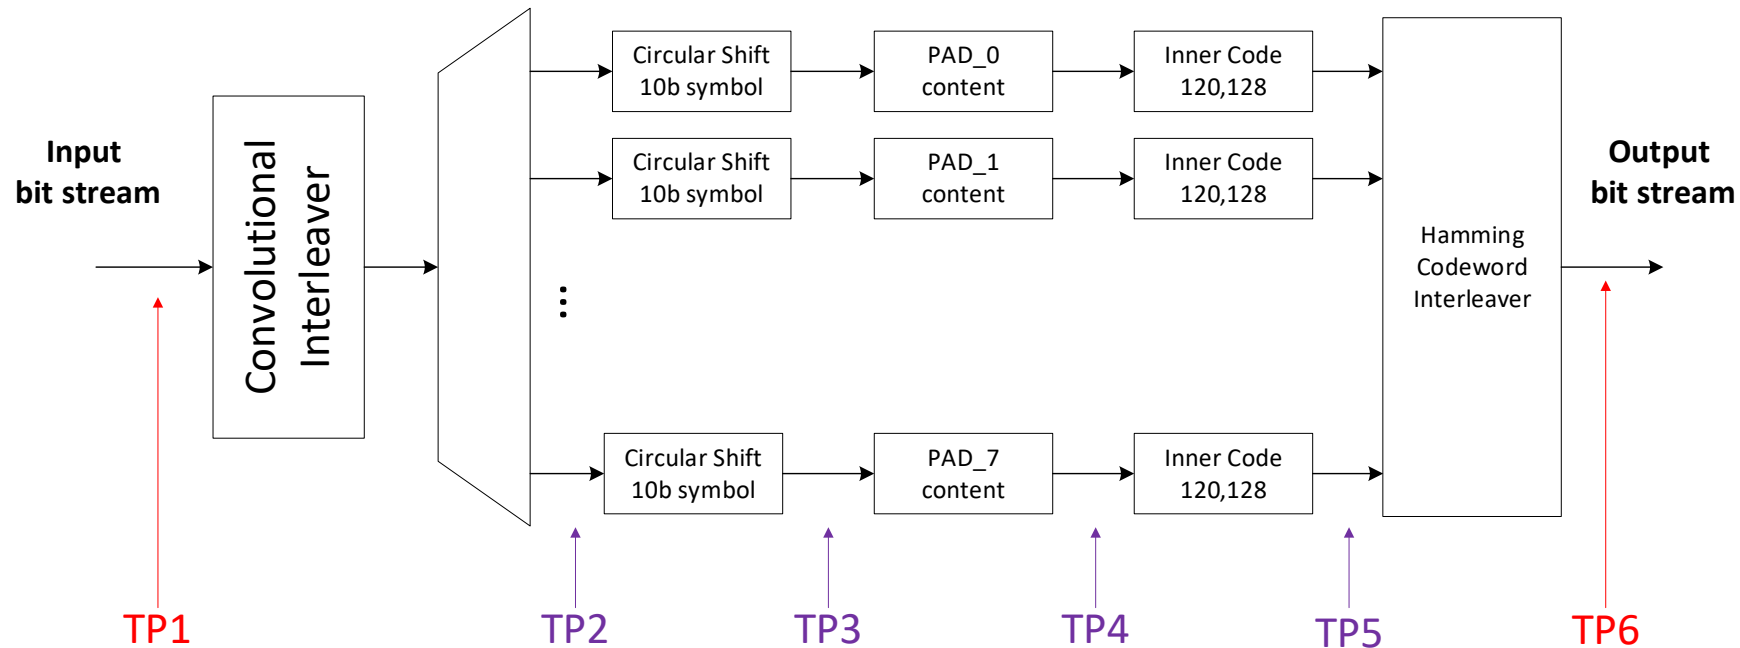 Input
bit stream
Convolutional
Interleaver
Circular Shift
10b symbol
PAD_0
content
Inner Code
120,128
Circular Shift
10b symbol
PAD_1
content
Inner Code
120,128
...
Circular Shift
10b symbol
PAD_7
content
Inner Code
120,128
Hamming
Codeword
Interleaver
Output
bit stream
TP1
TP2
TP3
TP4
TP5
TP6